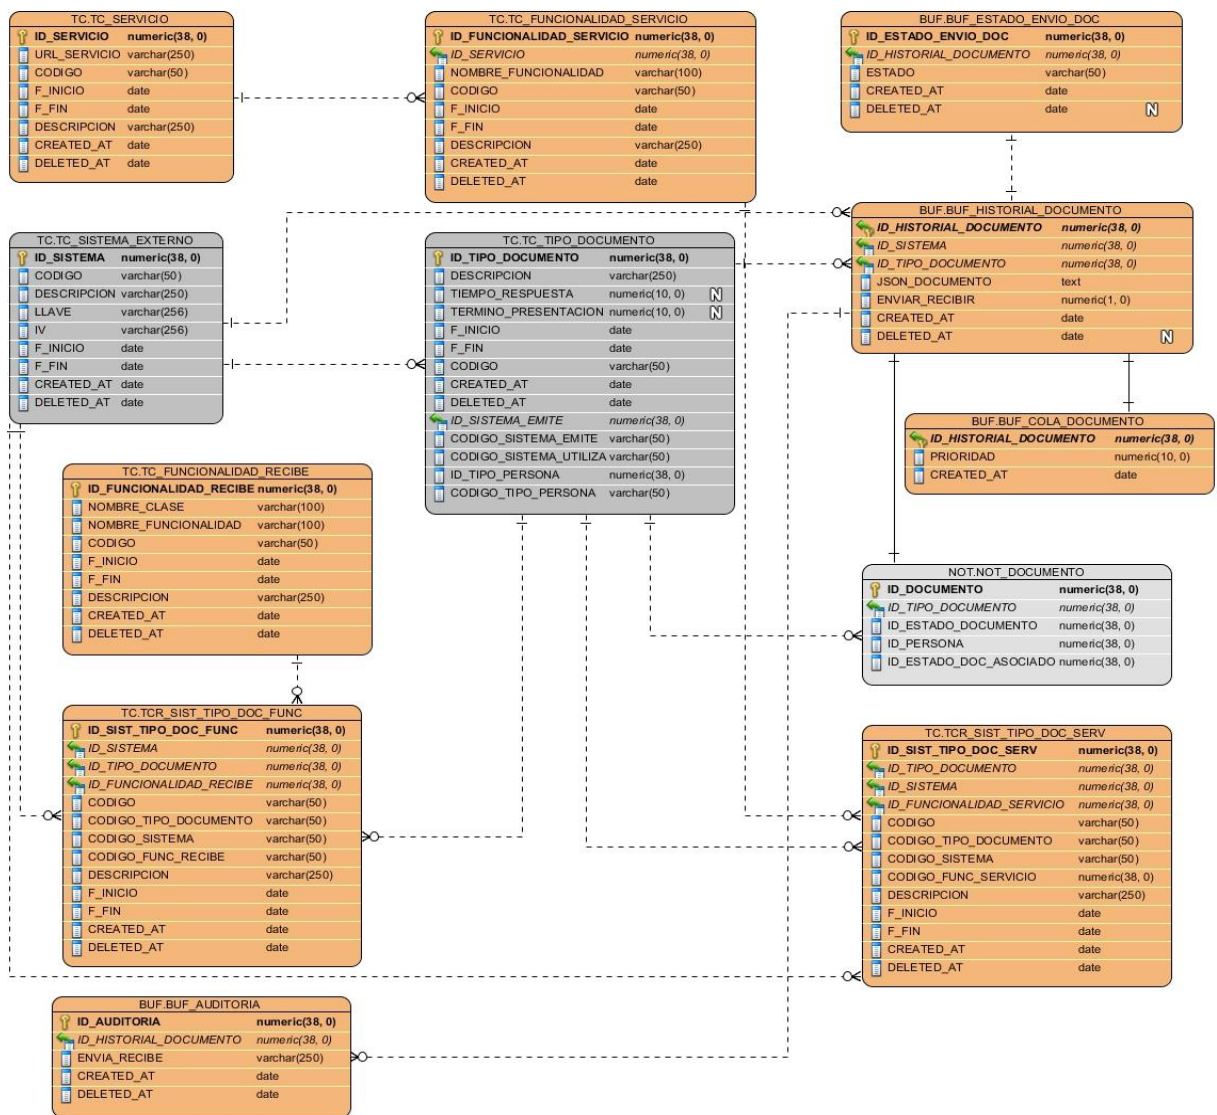 TC.TC_SERVICIO
ID_SERVICIO numeric(38, 0)
URL_SERVICIO varchar(250)
CODIGO varchar(50)
F_INICIO date
F_FIN date
DESCRIPCION varchar(250)
CREATED_AT date
DELETED_AT date
TC.TC_FUNCIONALIDAD_SERVICIO
ID_FUNCIONALIDAD_SERVICIO numeric(38, 0)
ID_SERVICIO numeric(38, 0)
NOMBRE_FUNCIONALIDAD varchar(100)
CODIGO varchar(50)
F_INICIO date
F_FIN date
DESCRIPCION varchar(250)
CREATED_AT date
DELETED_AT date
BUF.BUF_ESTADO_ENVIO_DOC
ID_ESTADO_ENVIO_DOC numeric(38, 0)
ID_HISTORIAL_DOCUMENTO numeric(38, 0)
ESTADO varchar(50)
CREATED_AT date
DELETED_AT date N
TC.TC_SISTEMA_EXTERNO
ID_SISTEMA numeric(38, 0)
CODIGO varchar(50)
DESCRIPCION varchar(250)
LLAVE varchar(256)
IV varchar(256)
F_INICIO date
F_FIN date
CREATED_AT date
DELETED_AT date
TC.TC_TIPO_DOCUMENTO
ID_TIPO_DOCUMENTO numeric(38, 0)
DESCRIPCION varchar(250)
TIEMPO_RESPUESTA numeric(10, 0) N
TERMINO_PRESENTACION numeric(10, 0) N
F_INICIO date
F_FIN date
CODIGO varchar(50)
CREATED_AT date
DELETED_AT date
ID_SISTEMA_EMITE numeric(38, 0)
CODIGO_SISTEMA_EMITE varchar(50)
CODIGO_SISTEMA_UTILIZA varchar(50)
ID_TIPO_PERSONA numeric(38, 0)
CODIGO_TIPO_PERSONA varchar(50)
BUF.BUF_HISTORIAL_DOCUMENTO
ID_HISTORIAL_DOCUMENTO numeric(38, 0)
ID_SISTEMA numeric(38, 0)
ID_TIPO_DOCUMENTO numeric(38, 0)
JSON_DOCUMENTO text
ENVIAR_RECIBIR numeric(1, 0)
CREATED_AT date
DELETED_AT date N
BUF.BUF_COLA_DOCUMENTO
ID_HISTORIAL_DOCUMENTO numeric(38, 0)
PRIORIDAD numeric(10, 0)
CREATED_AT date
TC.TC_FUNCIONALIDAD_RECIBE
ID_FUNCIONALIDAD_RECIBE numeric(38, 0)
NOMBRE_CLASE varchar(100)
NOMBRE_FUNCIONALIDAD varchar(100)
CODIGO varchar(50)
F_INICIO date
F_FIN date
DESCRIPCION varchar(250)
CREATED_AT date
DELETED_AT date
NOT.NOT_DOCUMENTO
ID_DOCUMENTO numeric(38, 0)
ID_TIPO_DOCUMENTO numeric(38, 0)
ID_ESTADO_DOCUMENTO numeric(38, 0)
ID_PERSONA numeric(38, 0)
ID_ESTADO_DOC_ASOCIADO numeric(38, 0)
TC.TCR_SIST_TIPO_DOC_FUNC
ID_SIST_TIPO_DOC_FUNC numeric(38, 0)
ID_SISTEMA numeric(38, 0)
ID_TIPO_DOCUMENTO numeric(38, 0)
ID_FUNCIONALIDAD_RECIBE numeric(38, 0)
CODIGO varchar(50)
CODIGO_TIPO_DOCUMENTO varchar(50)
CODIGO_SISTEMA varchar(50)
CODIGO_FUNC_RECIBE varchar(50)
DESCRIPCION varchar(250)
F_INICIO date
F_FIN date
CREATED_AT date
DELETED_AT date
TC.TCR_SIST_TIPO_DOC_SERV
ID_SIST_TIPO_DOC_SERV numeric(38, 0)
ID_TIPO_DOCUMENTO numeric(38, 0)
ID_SISTEMA numeric(38, 0)
ID_FUNCIONALIDAD_SERVICIO numeric(38, 0)
CODIGO varchar(50)
CODIGO_TIPO_DOCUMENTO varchar(50)
CODIGO_SISTEMA varchar(50)
CODIGO_FUNC_SERVICIO numeric(38, 0)
DESCRIPCION varchar(250)
F_INICIO date
F_FIN date
CREATED_AT date
DELETED_AT date
BUF.BUF_AUDITORIA
ID_AUDITORIA numeric(38, 0)
ID_HISTORIAL_DOCUMENTO numeric(38, 0)
ENVIA_RECIBE varchar(250)
CREATED_AT date
DELETED_AT date